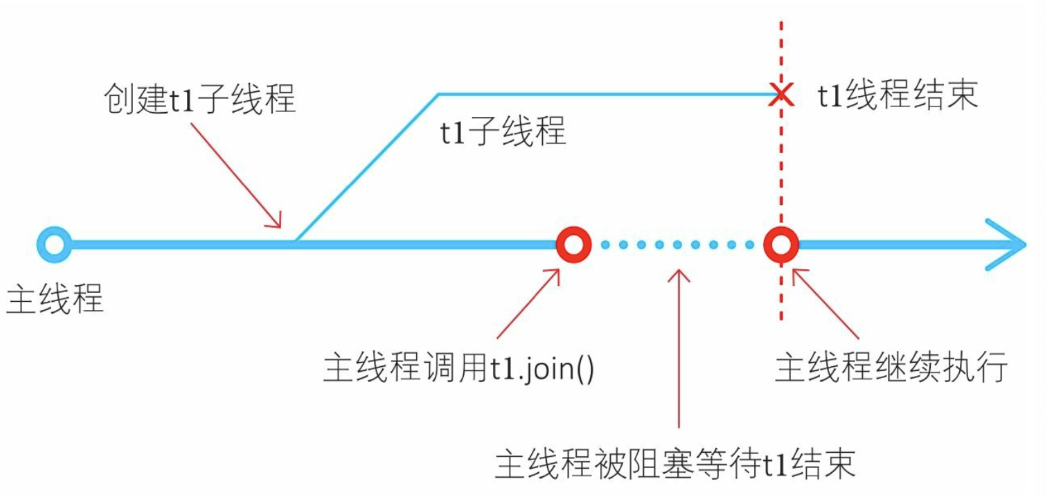 创建t1子线程
t1线程结束
t1子线程
主线程
主线程调用t1.join()
主线程继续执行
主线程被阻塞等待t1结束